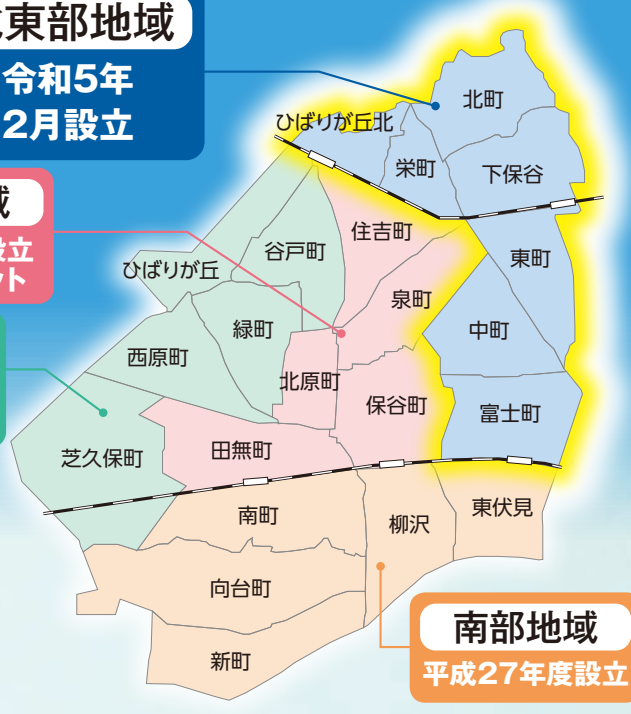 東部地域
令和5年
2月設立
域
設立
ット
北町
ひばりが丘北
栄町
下保谷
住吉町
谷戸町
東町
ひばりが丘
泉町
緑町
中町
西原町
北原町
保谷町
富士町
田無町
芝久保町
南町
柳沢
東伏見
向台町
新町
南部地域
平成27年度設立